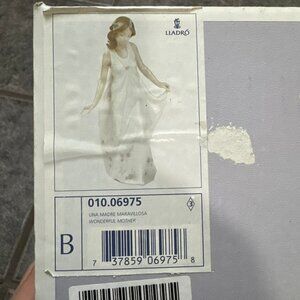 LLADRÓ
010.06975
UNA MADRE MARAVILLOSA
WONDERFUL MOTHER
B
7 37859 06975 8